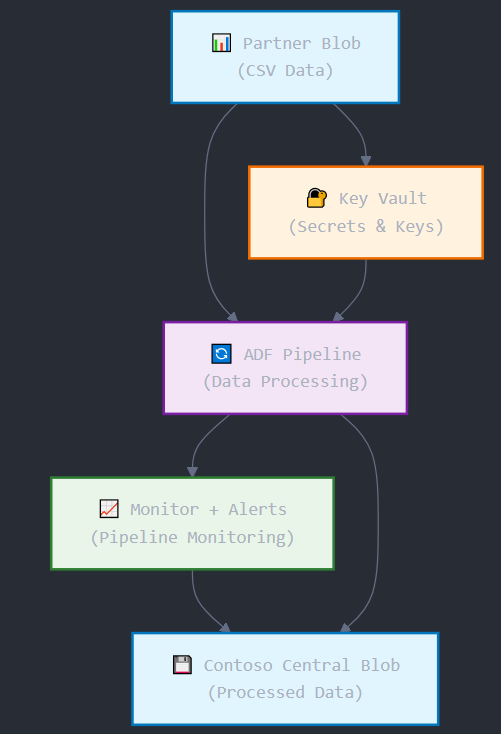 Partner Blob
(CSV Data)
Key Vault
(Secrets & Keys)
ADF Pipeline
(Data Processing)
Monitor + Alerts
(Pipeline Monitoring)
Contoso Central Blob
(Processed Data)